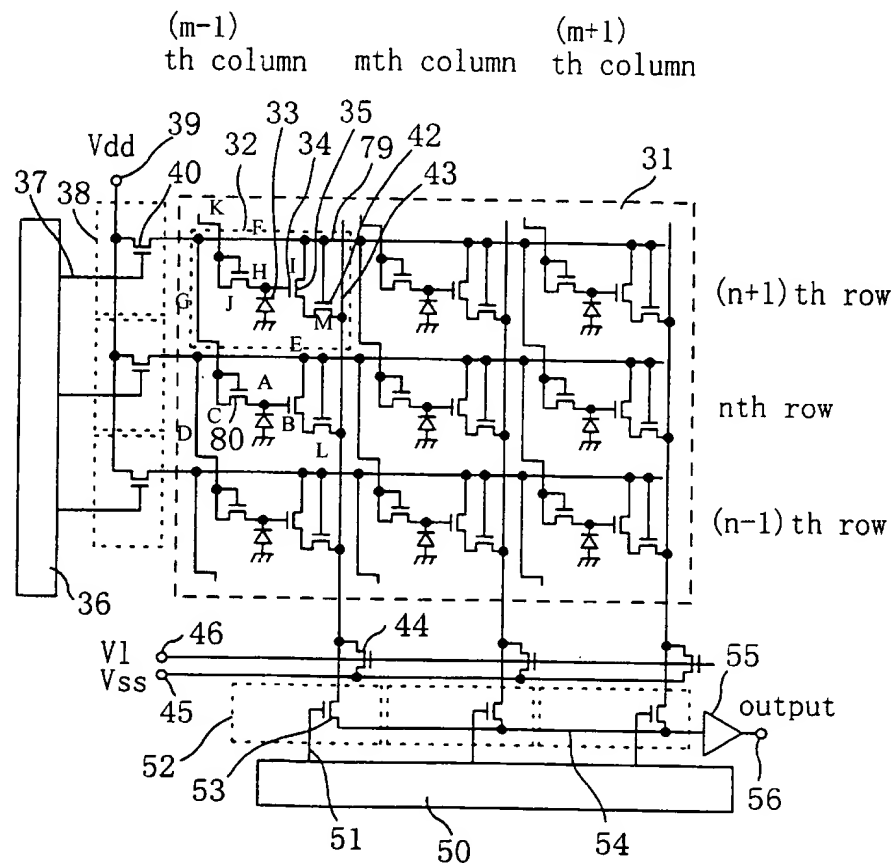 (m-1)
th column
mth column
(m+1)
th column
39
Vdd
40
38
37
32
33
34
35
79
42
43
31
K
F
H
I
J
G
M
E
(n+1)th row
A
C
B
80
D
L
nth row
(n-1)th row
36
46
V1
Vss
45
44
55
output
52
53
51
50
54
56